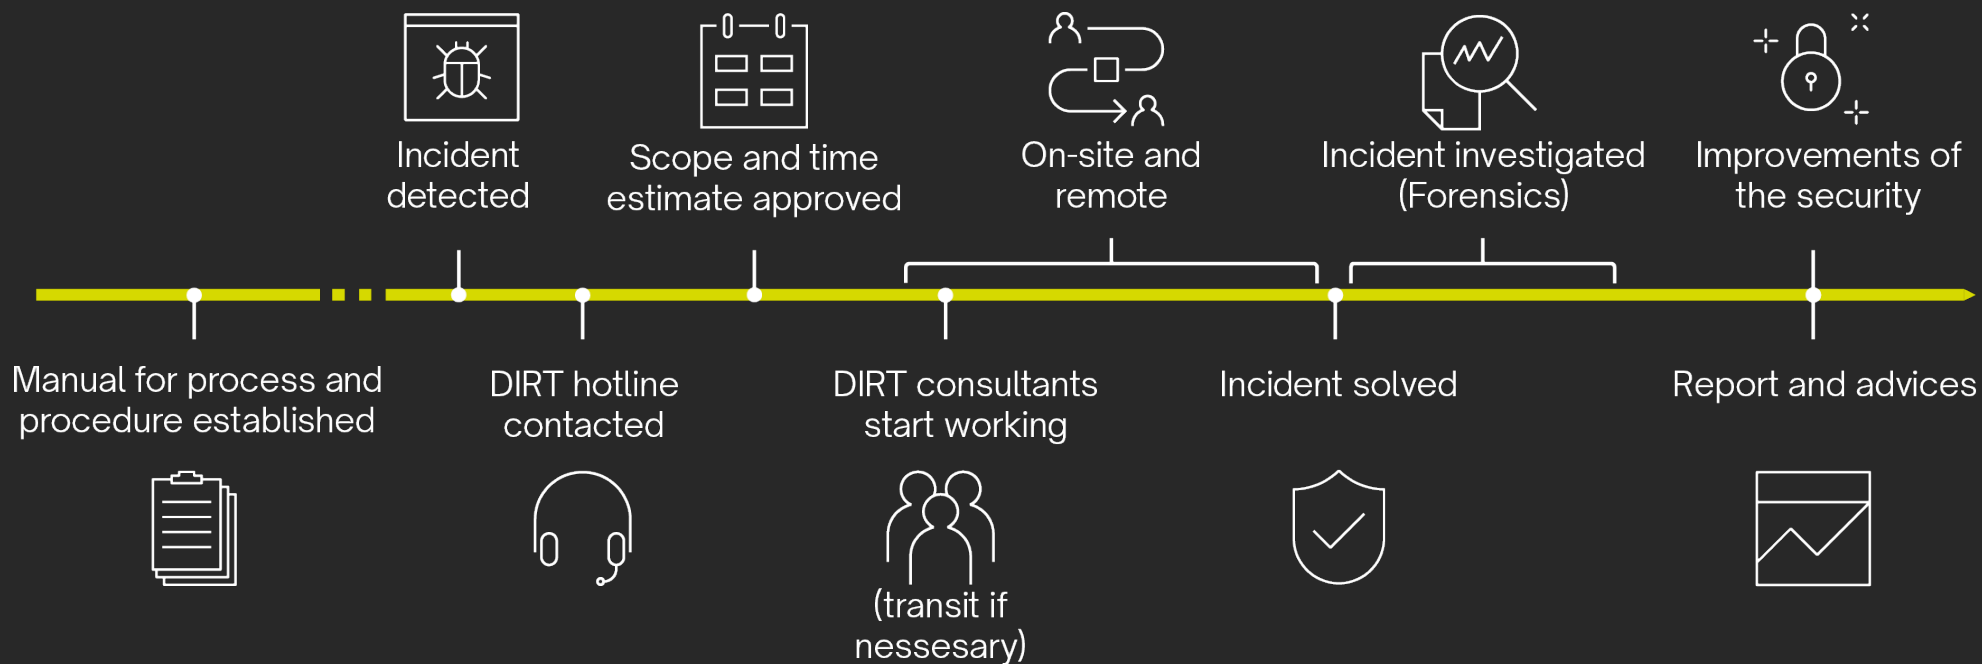 Incident
detected
Scope and time
estimate approved
On-site and
remote
Incident investigated
(Forensics)
Improvements of
the security
Manual for process and
procedure established
DIRT hotline
contacted
DIRT consultants
start working
(transit if
nessesary)
Incident solved
Report and advices